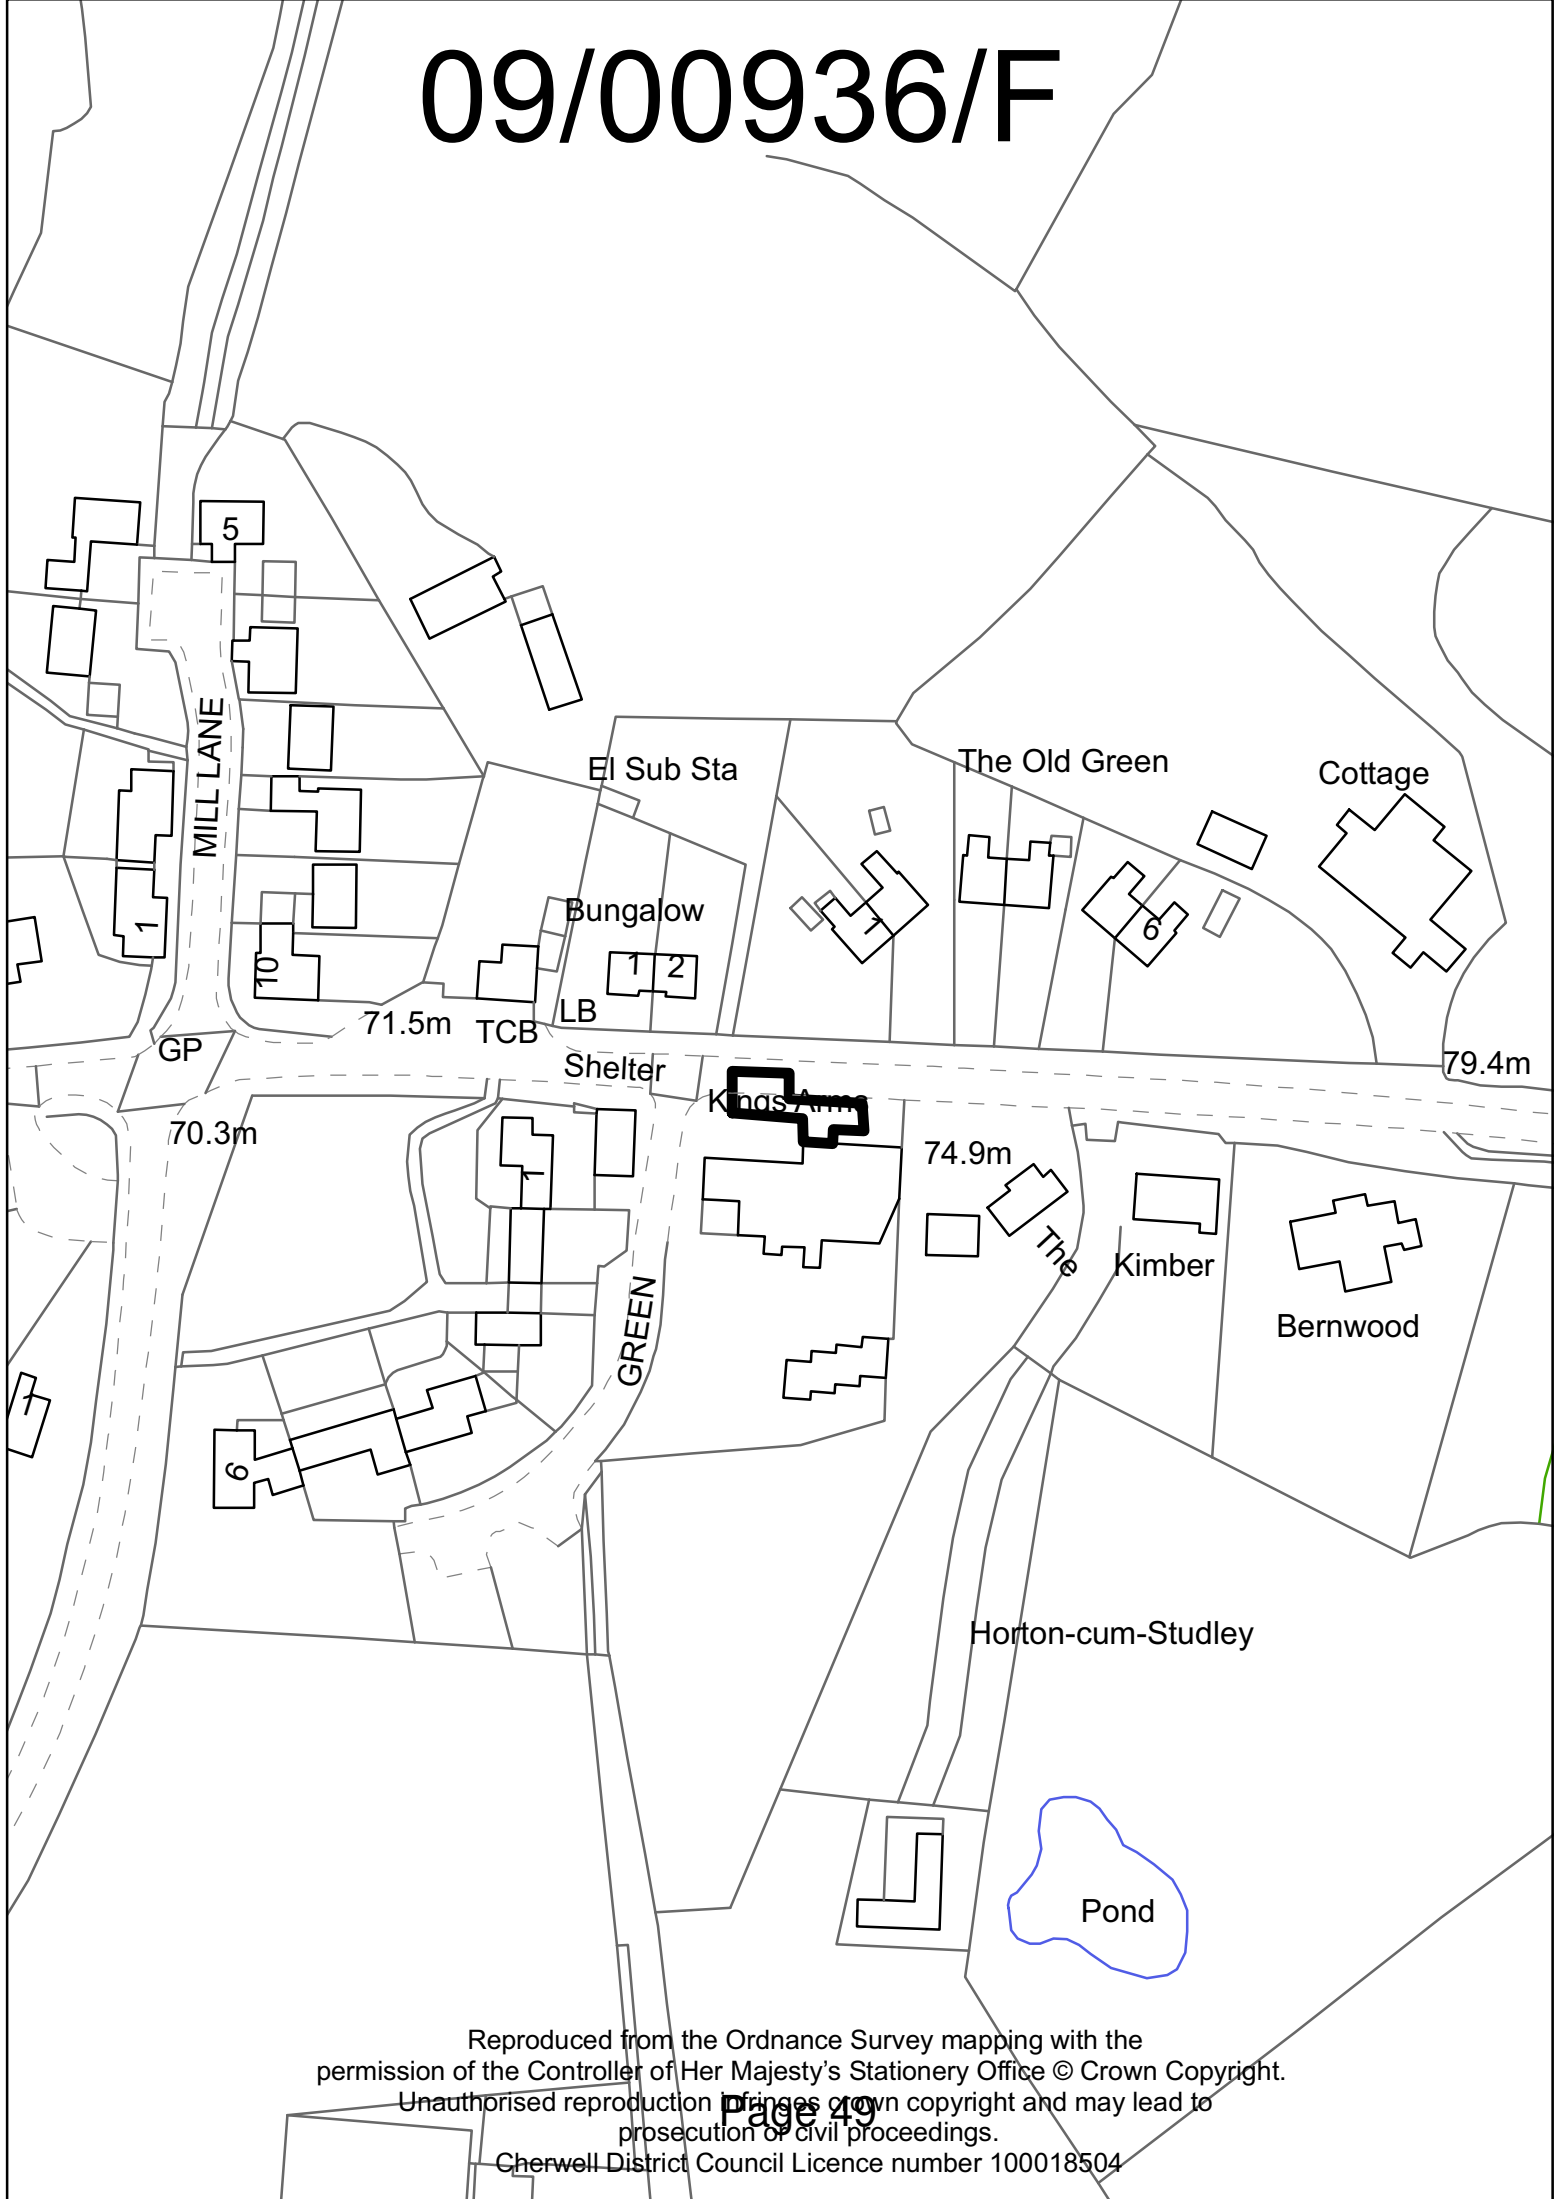 09/00936/F
5
MILL LANE
El Sub Sta
The Old Green
Cottage
Bungalow
1
1
2
1
6
10
LB
71.5m
TCB
GP
Shelter
79.4m
Kings Arms
70.3m
74.9m
1
The
Kimber
GREEN
Bernwood
1
6
Horton-cum-Studley
Pond
Reproduced from the Ordnance Survey mapping with the
permission of the Controller of Her Majesty's Stationery Office © Crown Copyright.
Unauthorised reproduction infringes crown copyright and may lead to
Page 49
prosecution or civil proceedings.
Cherwell District Council Licence number 100018504